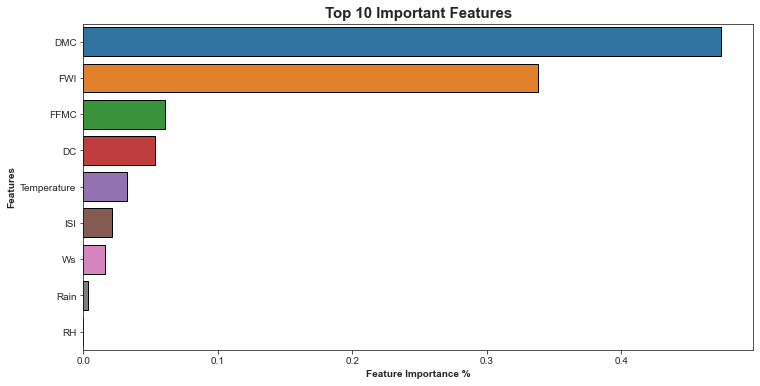 Top 10 Important Features
DMC
FWI
FFMC
DC
Temperature
ISI
Ws
Rain
RH
Features
0.0 0.1 0.2 0.3 0.4
Feature Importance %